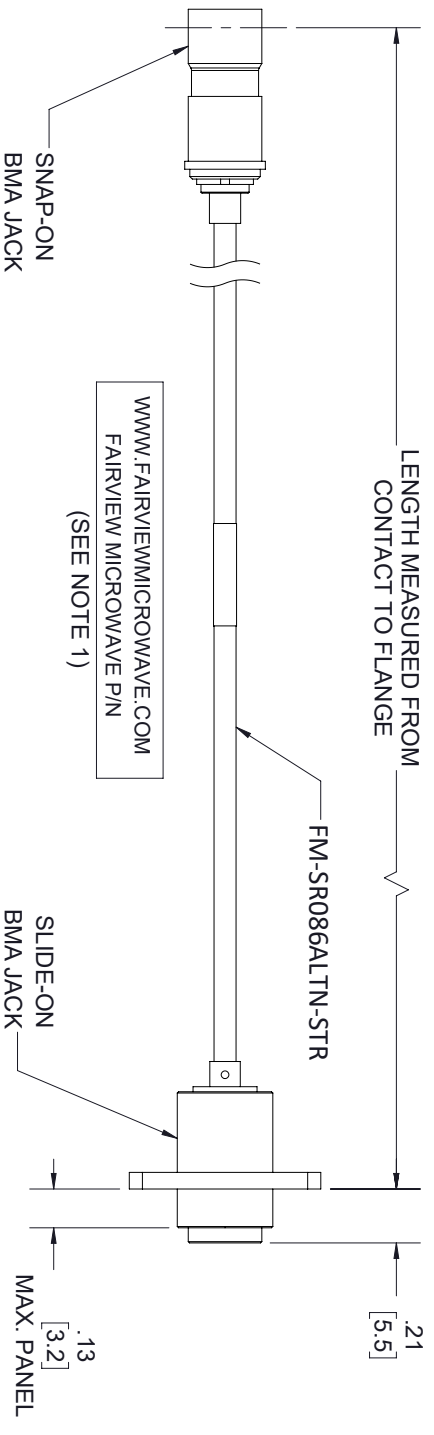 LENGTH MEASURED FROM
CONTACT TO FLANGE
.21
[5.5]
FM-SR086ALTN-STR
.13
[3.2]
MAX. PANEL
SNAP-ON
BMA JACK
WWW.FAIRVIEWMICROWAVE.COM
FAIRVIEW MICROWAVE P/N
(SEE NOTE 1)
SLIDE-ON
BMA JACK